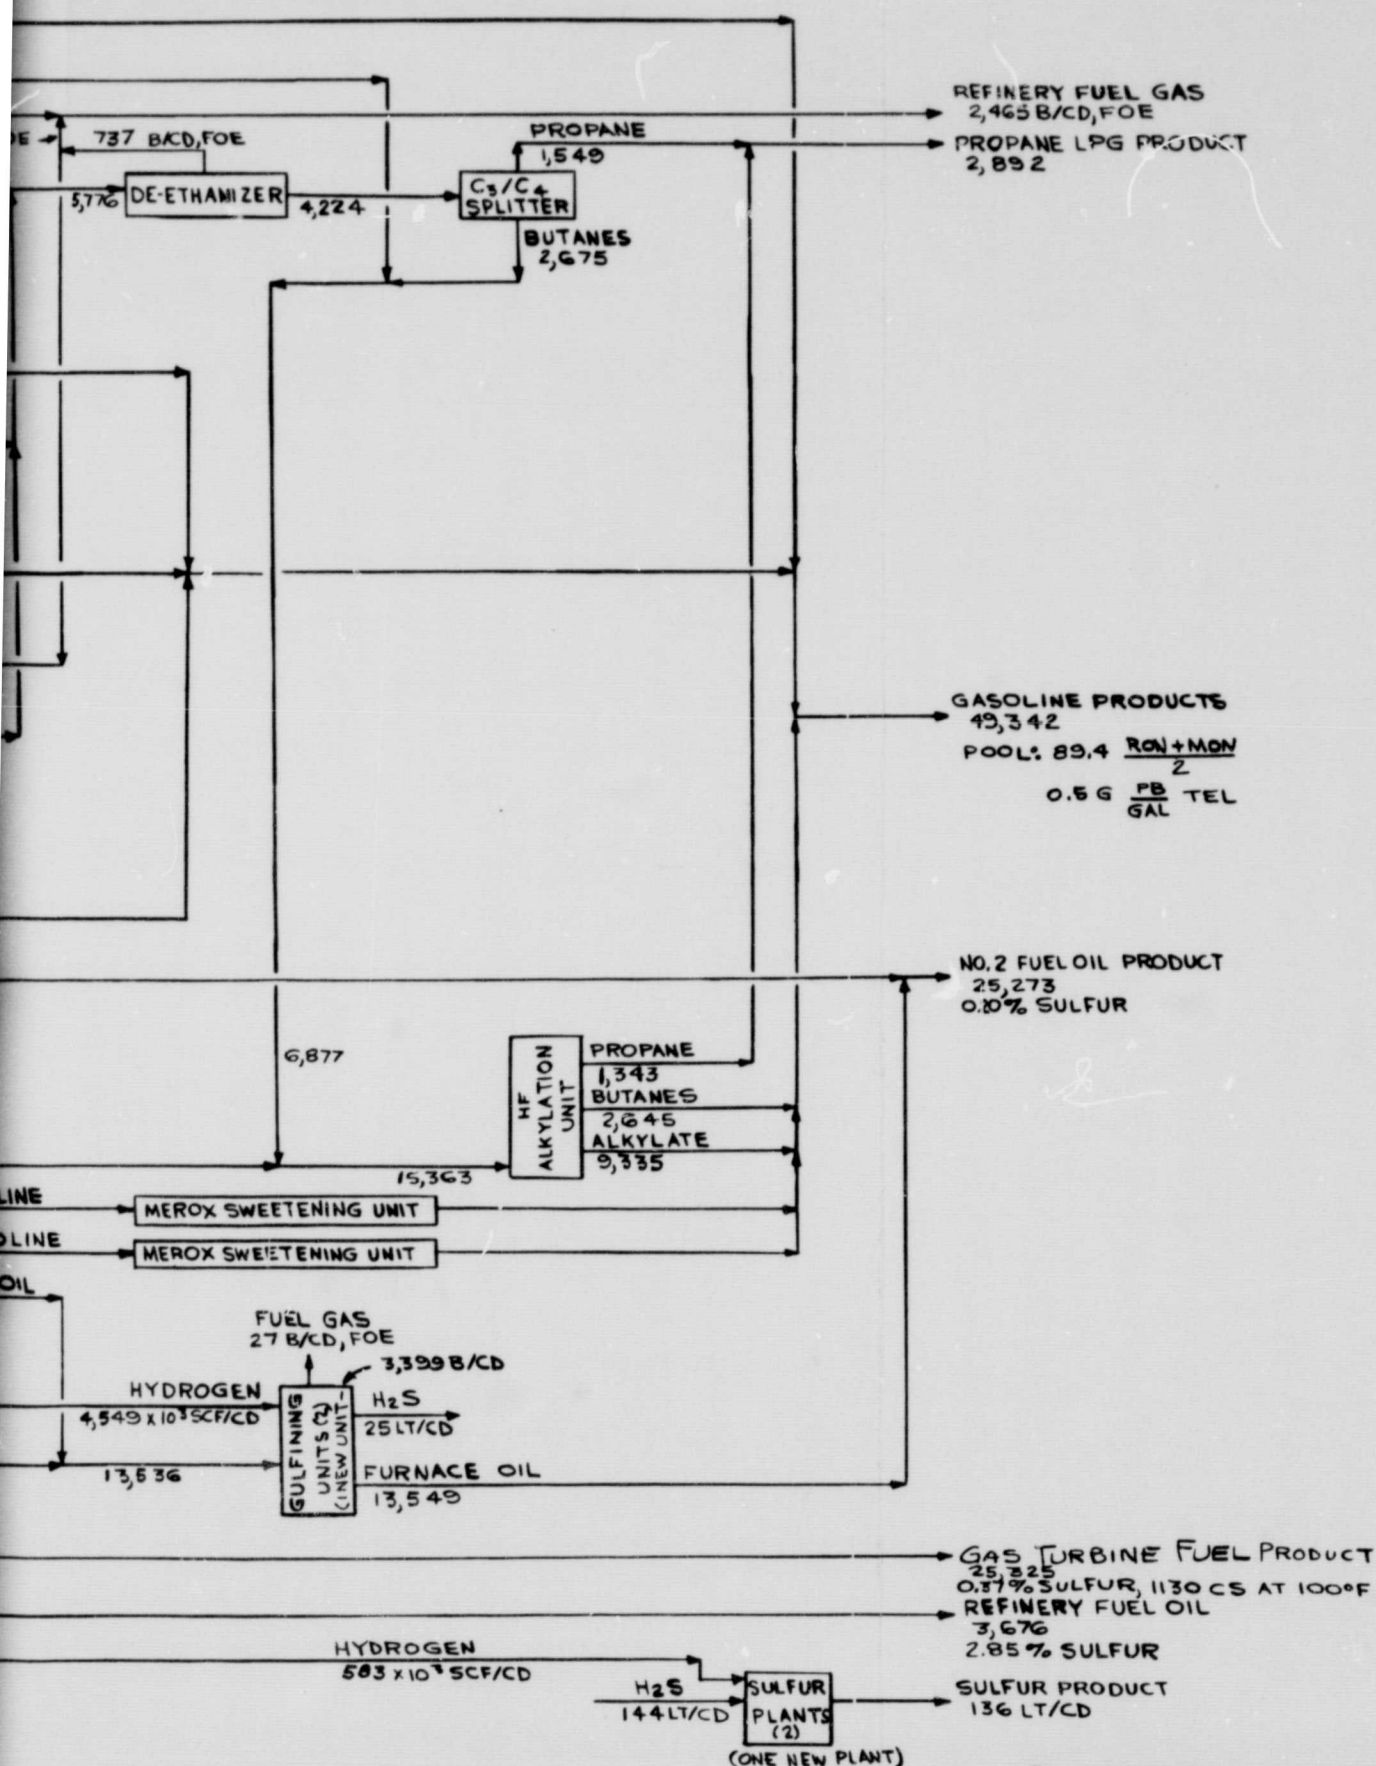 REFINERY FUEL GAS
2,465 B/CD, FOE
737 B/CD, FOE
PROPANE
1,549
PROPANE LPG PRODUCT
2,892
5,776
DE-ETHANIZER
4,224
C3/C4
SPLITTER
BUTANES
2,675
GASOLINE PRODUCTS
49,342
POOL: 89.4 RON+MON
2
0.5 G PB
GAL TEL
NO. 2 FUEL OIL PRODUCT
25,273
% SULFUR
6,877
HF
ALKYLATION
UNIT
PROPANE
1,343
BUTANES
2,645
ALKYLATE
9,335
15,363
LINE
MEROX SWEETENING UNIT
LINE
MEROX SWEETENING UNIT
OIL
FUEL GAS
27 B/CD, FOE
3,399 B/CD
HYDROGEN
4,549 x 10³ SCF/CD
GULFINING
UNITS (2)
(1 NEW UNIT-
H2S
25 LT/CD
13,536
FURNACE OIL
13,549
GAS TURBINE FUEL PRODUCT
25,325
0.37% SULFUR, 1130 CS AT 100°F
REFINERY FUEL OIL
3,676
2.85% SULFUR
HYDROGEN
583 x 10³ SCF/CD
H2S
144 LT/CD
SULFUR
PLANTS
(2)
(ONE NEW PLANT)
SULFUR PRODUCT
136 LT/CD